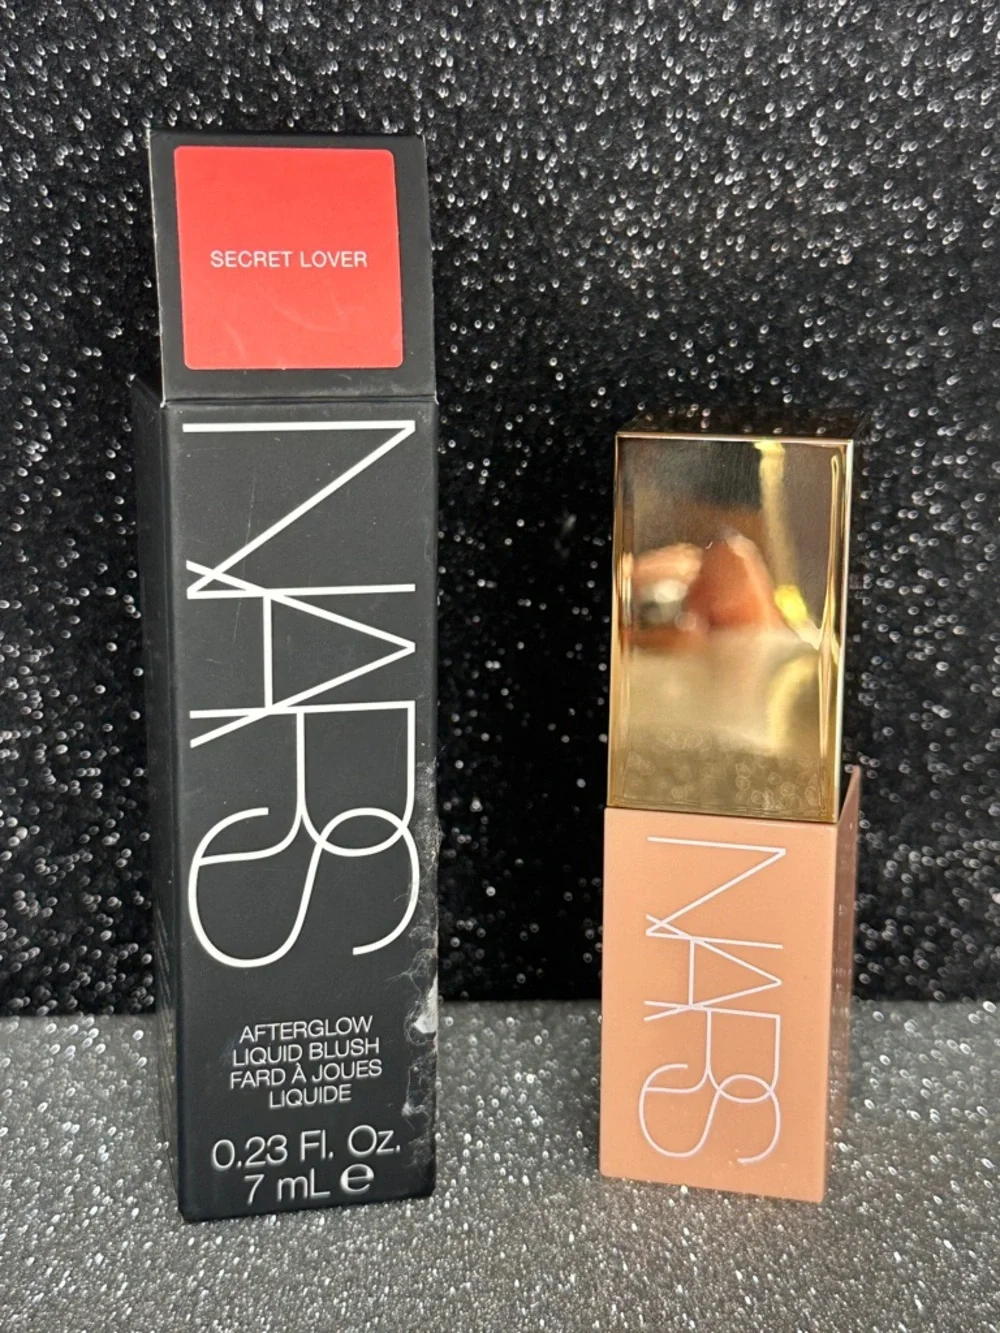 SECRET LOVER
NARS
AFTERGLOW
LIQUID BLUSH
FARD À JOUES
LIQUIDE
0.23 Fl. Oz.
7 mL e
NARS